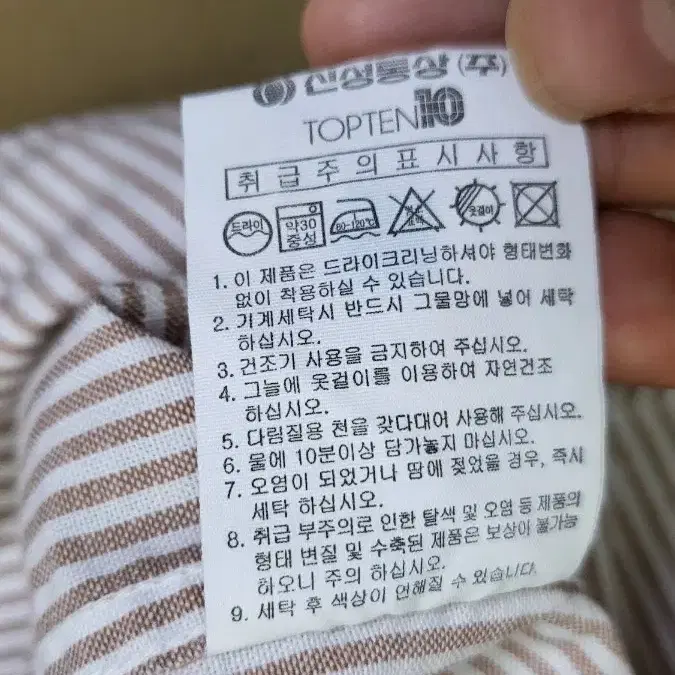 신성통상 (주)
TOPTEN10
취급주의표시사항
드라이 약30 중성 80~120℃ 옷걸이
1. 이 제품은 드라이크리닝하셔야 형태변화
없이 착용하실 수 있습니다.
2. 기계세탁시 반드시 그물망에 넣어 세탁
하십시오.
3. 건조기 사용을 금지하여 주십시오.
4. 그늘에 옷걸이를 이용하여 자연건조
하십시오.
5. 다림질용 천을 갖다대어 사용해 주십시오.
6. 물에 10분이상 담가놓지 마십시오.
7. 오염이 되었거나 땀에 젖었을 경우, 즉시
세탁 하십시오.
8. 취급 부주의로 인한 탈색 및 오염 등 제품의
형태 변질 및 수축된 제품은 보상이 불가능
하오니 주의 하십시오.
9. 세탁 후 색상이 연해질 수 있습니다.